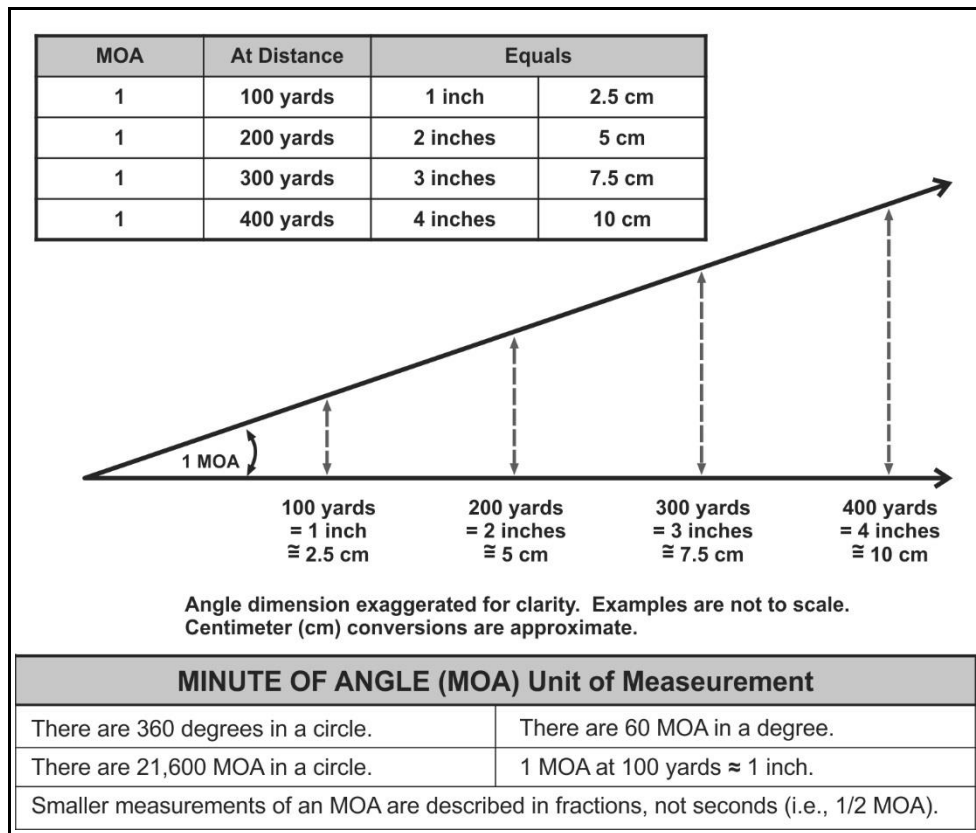 MOA At Distance Equals
1 100 yards 1 inch 2.5 cm
1 200 yards 2 inches 5 cm
1 300 yards 3 inches 7.5 cm
1 400 yards 4 inches 10 cm
1 MOA
100 yards
= 1 inch
≅ 2.5 cm
200 yards
= 2 inches
≅ 5 cm
300 yards
= 3 inches
≅ 7.5 cm
400 yards
= 4 inches
≅ 10 cm
Angle dimension exaggerated for clarity. Examples are not to scale.
Centimeter (cm) conversions are approximate.
MINUTE OF ANGLE (MOA) Unit of Measeurement
There are 360 degrees in a circle. There are 60 MOA in a degree.
There are 21,600 MOA in a circle. 1 MOA at 100 yards ≈ 1 inch.
Smaller measurements of an MOA are described in fractions, not seconds (i.e., 1/2 MOA).